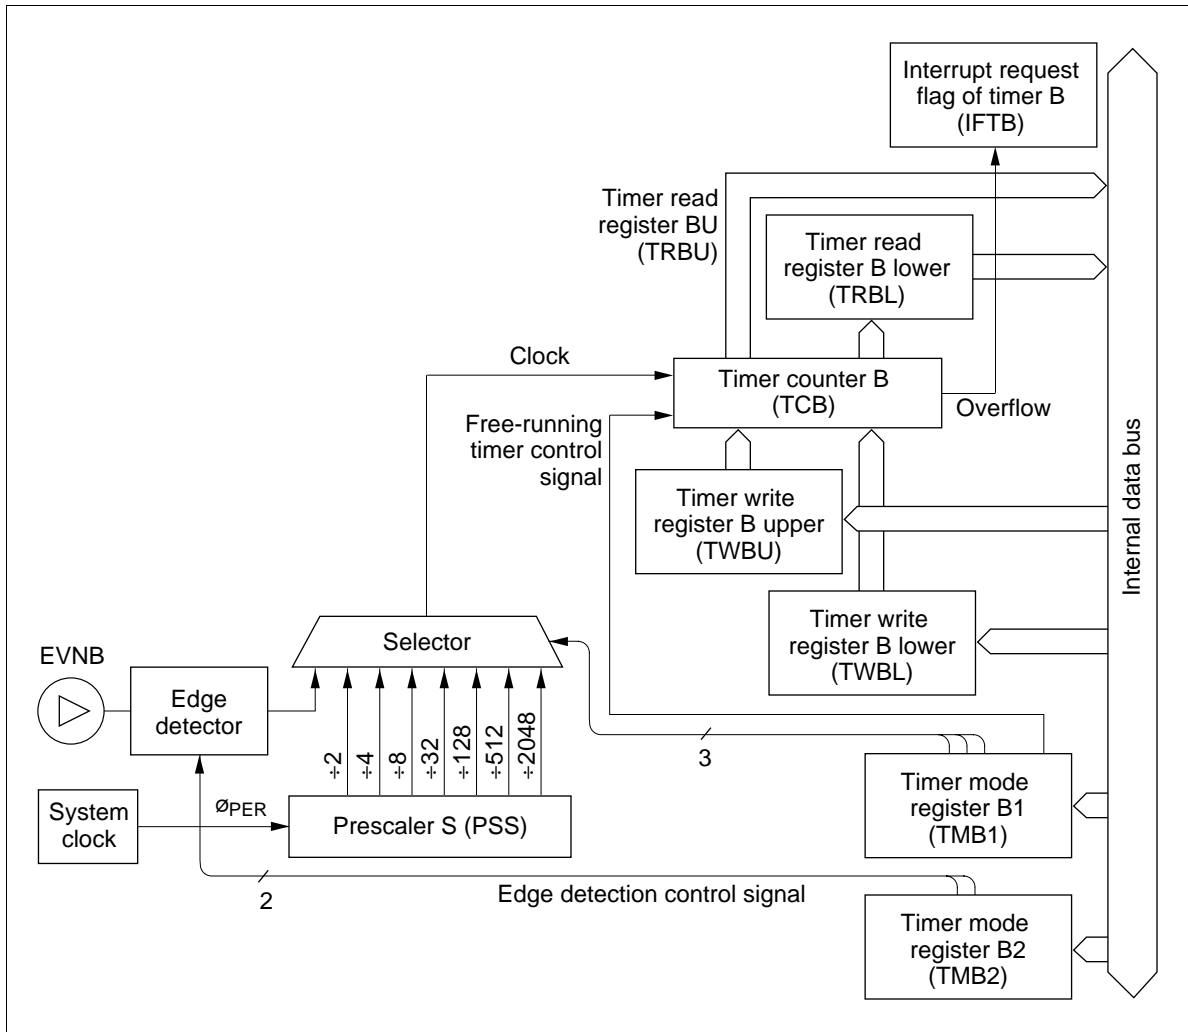 Interrupt request
flag of timer B
(IFTB)
Timer read
register BU
(TRBU)
Timer read
register B lower
(TRBL)
Clock
Timer counter B
(TCB)
Overflow
Free-running
timer control
signal
Timer write
register B upper
(TWBU)
Internal data bus
Timer write
register B lower
(TWBL)
Selector
EVNB
Edge
detector
÷2
÷4
÷8
÷32
÷128
÷512
÷2048
3
Timer mode
register B1
(TMB1)
System
clock
øPER
Prescaler S (PSS)
2
Edge detection control signal
Timer mode
register B2
(TMB2)